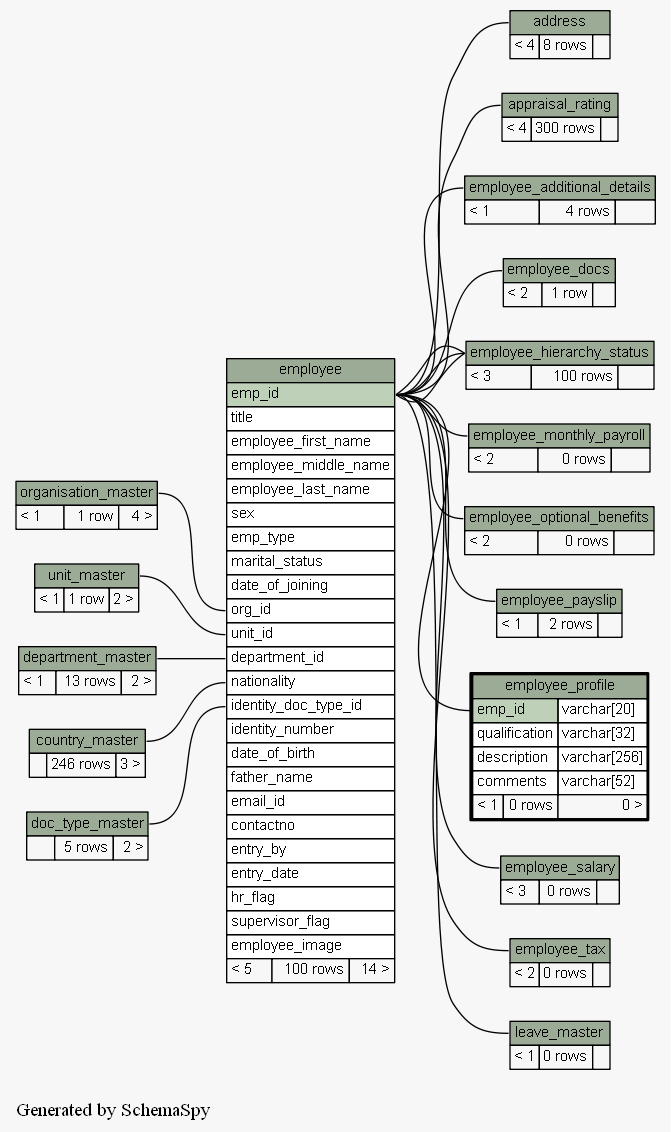 address
< 4 8 rows
appraisal_rating
< 4 300 rows
employee_additional_details
< 1 4 rows
employee_docs
< 2 1 row
employee_hierarchy_status
< 3 100 rows
employee_monthly_payroll
< 2 0 rows
employee_optional_benefits
< 2 0 rows
employee_payslip
< 1 2 rows
employee_profile
emp_id varchar[20]
qualification varchar[32]
description varchar[256]
comments varchar[52]
< 1 0 rows 0 >
employee_salary
< 3 0 rows
employee_tax
< 2 0 rows
leave_master
< 1 0 rows
employee
emp_id
title
employee_first_name
employee_middle_name
employee_last_name
sex
emp_type
marital_status
date_of_joining
org_id
unit_id
department_id
nationality
identity_doc_type_id
identity_number
date_of_birth
father_name
email_id
contactno
entry_by
entry_date
hr_flag
supervisor_flag
employee_image
< 5 100 rows 14 >
organisation_master
< 1 1 row 4 >
unit_master
< 1 1 row 2 >
department_master
< 1 13 rows 2 >
country_master
246 rows 3 >
doc_type_master
5 rows 2 >
Generated by SchemaSpy